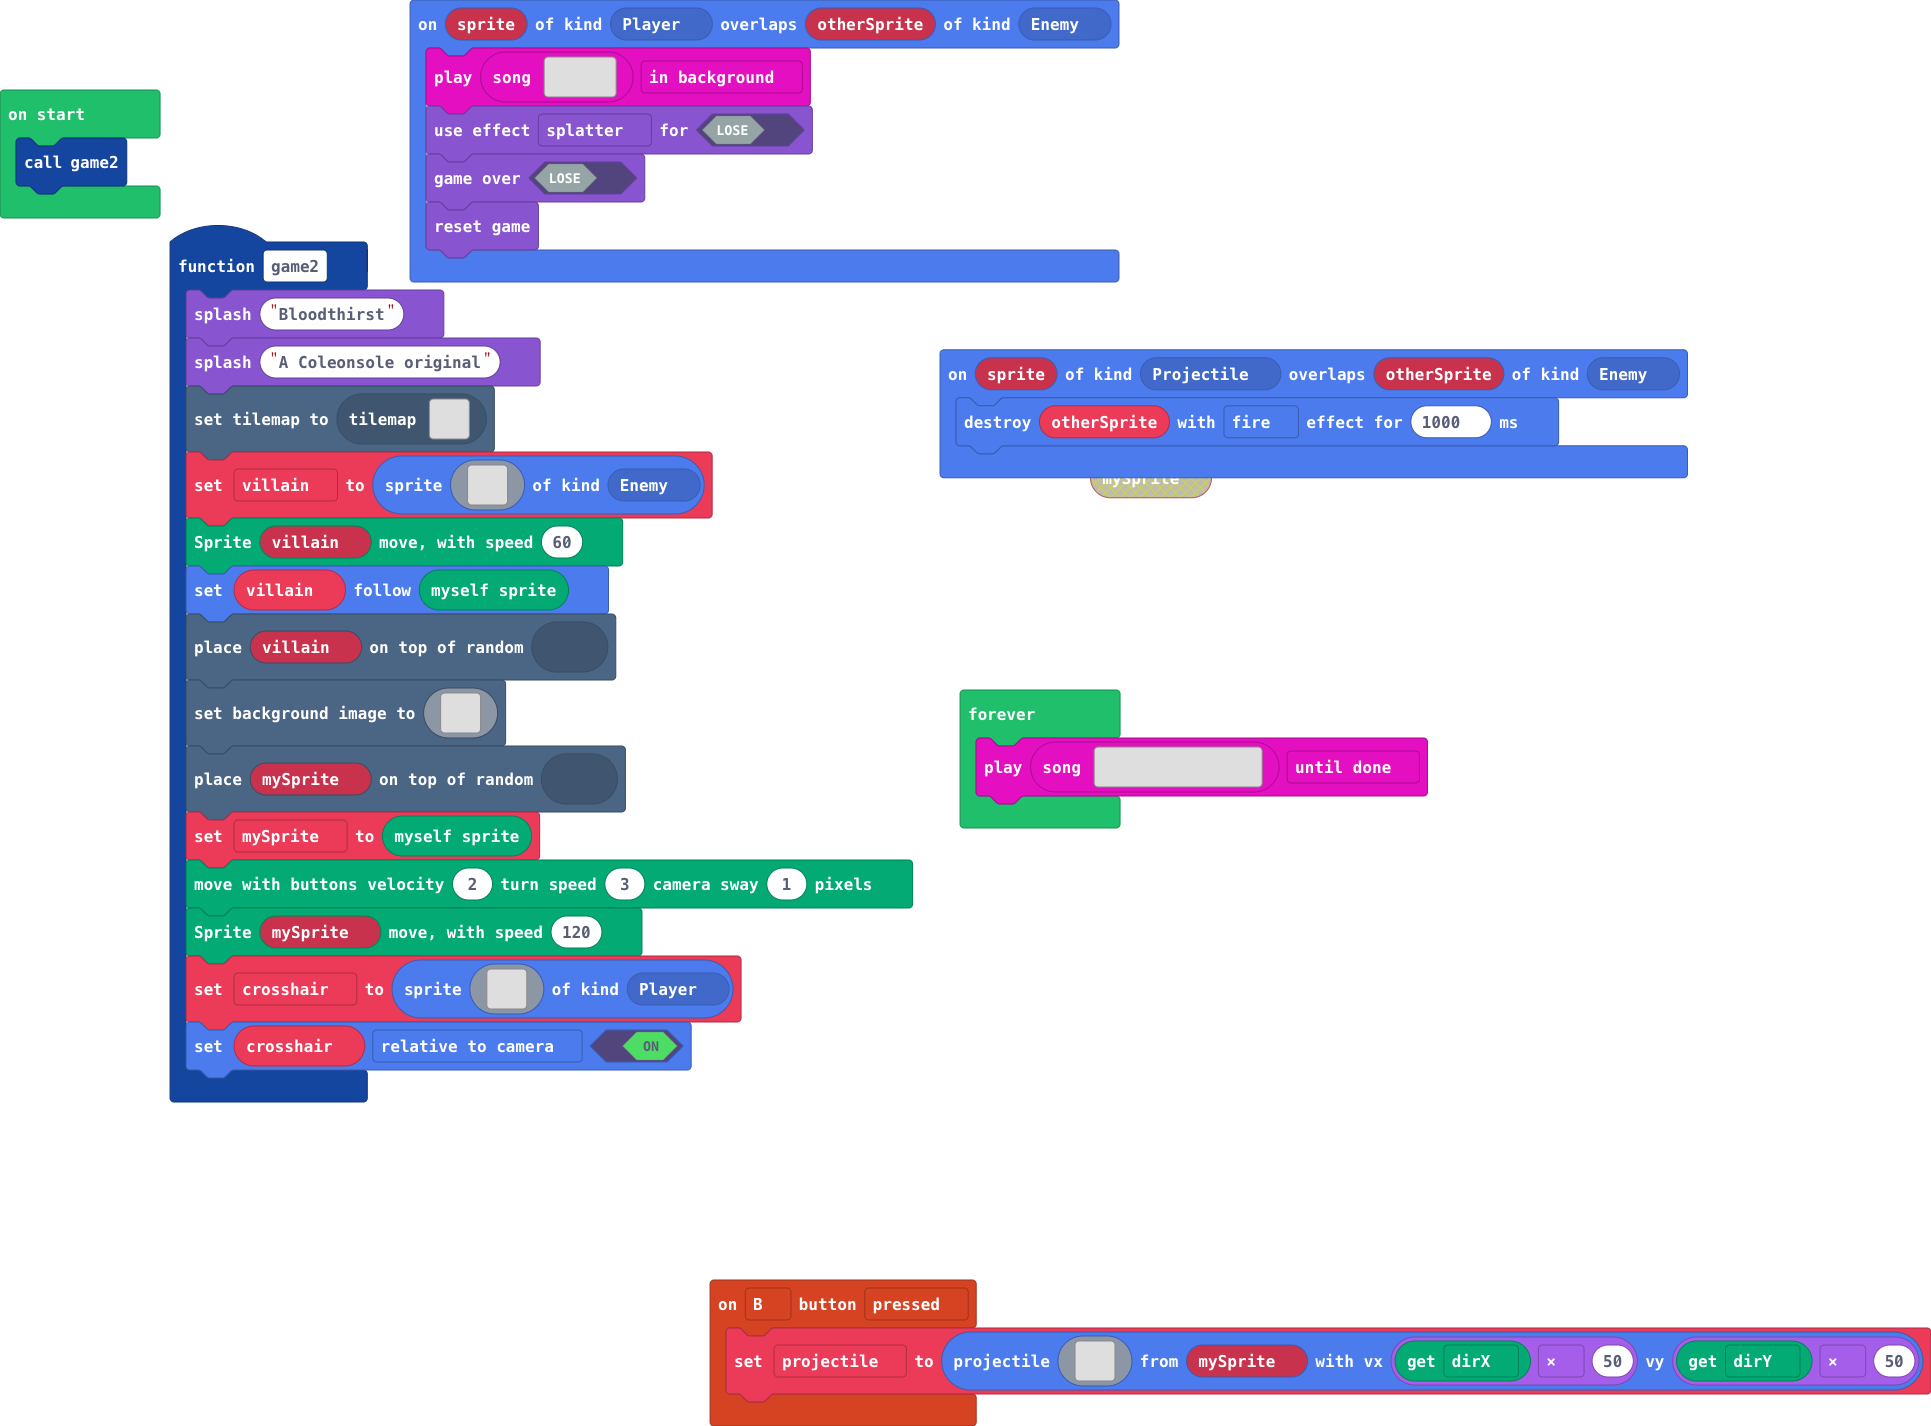 on sprite of kind Player overlaps otherSprite of kind Enemy
play song in background
use effect splatter for LOSE
game over LOSE
reset game
on start
call game2
function game2
splash "Bloodthirst"
splash "A Coleonsole original"
set tilemap to tilemap
set villain to sprite of kind Enemy
Sprite villain move, with speed 60
set villain follow myself sprite
place villain on top of random
set background image to
place mySprite on top of random
set mySprite to myself sprite
move with buttons velocity 2 turn speed 3 camera sway 1 pixels
Sprite mySprite move, with speed 120
set crosshair to sprite of kind Player
set crosshair relative to camera ON
on sprite of kind Projectile overlaps otherSprite of kind Enemy
destroy otherSprite with fire effect for 1000 ms
mySprite
forever
play song until done
on B button pressed
set projectile to projectile from mySprite with vx get dirX × 50 vy get dirY × 50